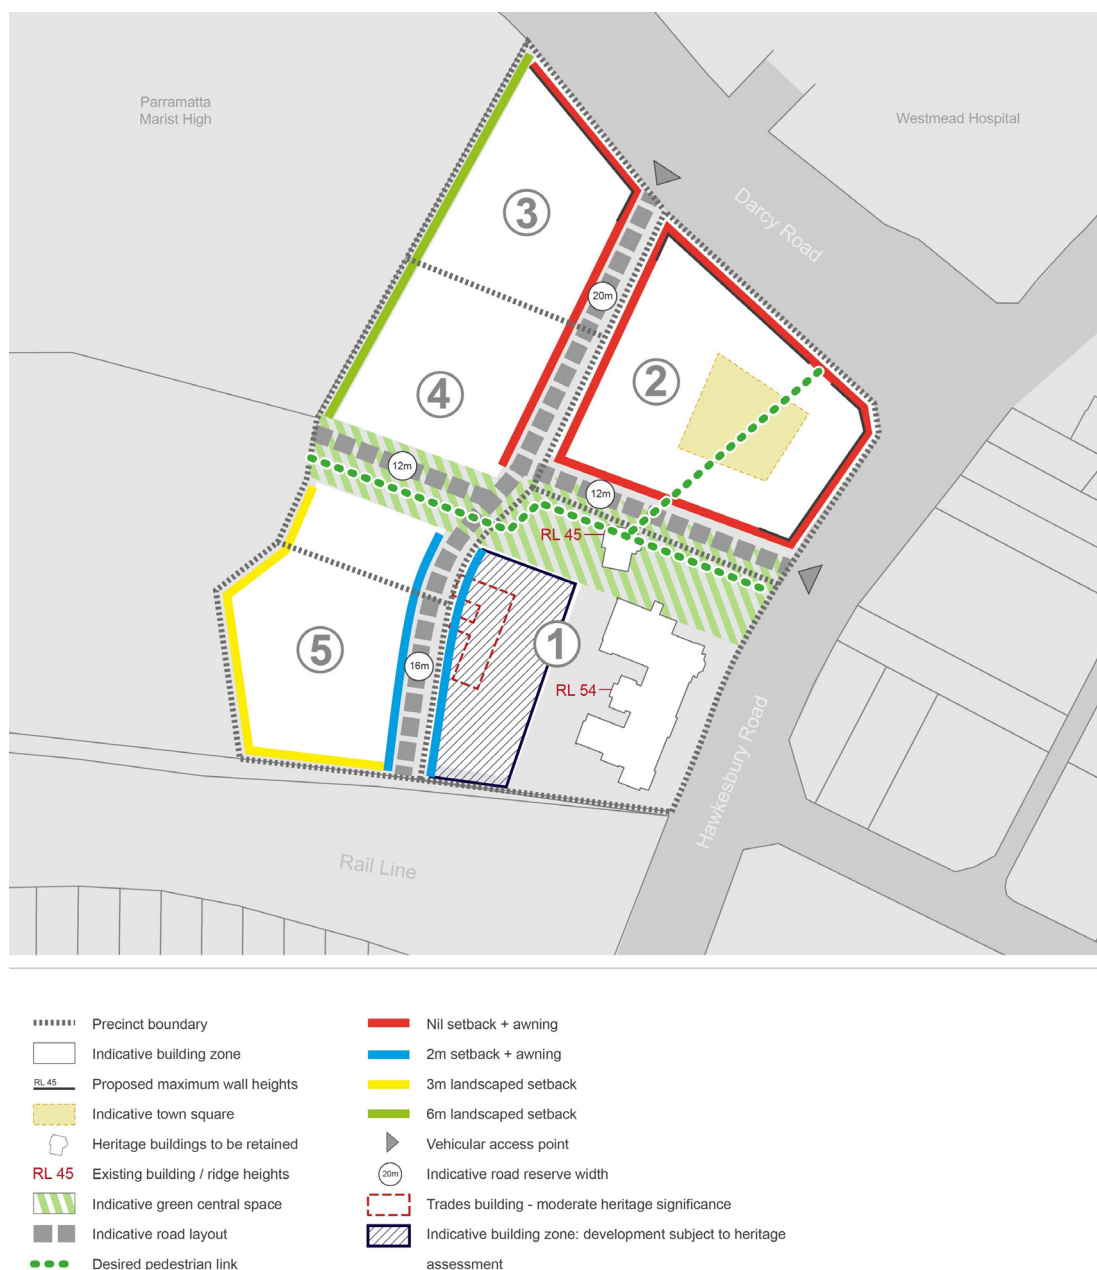 Parramatta
Marist High
Westmead Hospital
Darcy Road
3
20m
2
4
12m
12m
RL 45
1
5
16m
RL 54
Hawkesbury Road
Rail Line
Precinct boundary
Indicative building zone
RL 45 Proposed maximum wall heights
Indicative town square
Heritage buildings to be retained
RL 45 Existing building / ridge heights
Indicative green central space
Indicative road layout
Desired pedestrian link
Nil setback + awning
2m setback + awning
3m landscaped setback
6m landscaped setback
Vehicular access point
20m Indicative road reserve width
Trades building - moderate heritage significance
Indicative building zone: development subject to heritage
assessment